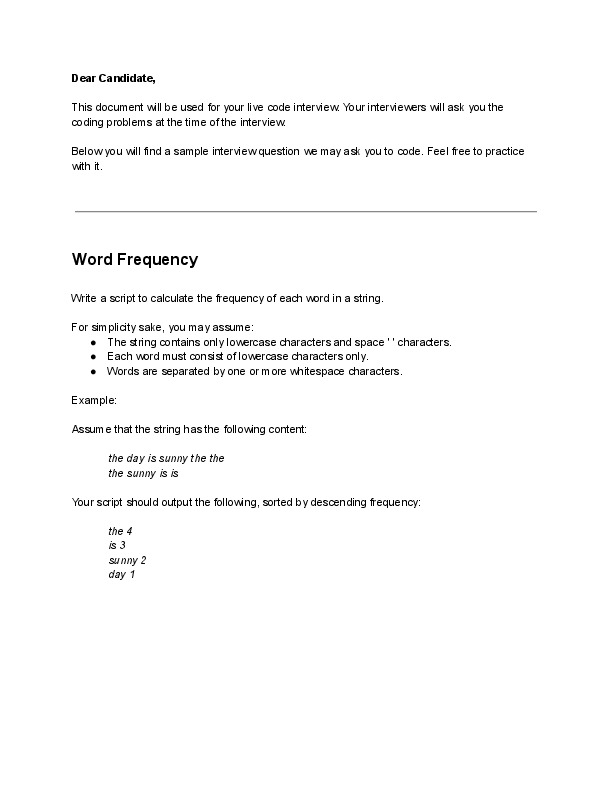 Dear Candidate,
This document will be used for your live code interview. Your interviewers will ask you the
coding problems at the time of the interview.
Below you will find a sample interview question we may ask you to code. Feel free to practice
with it.
Word Frequency
Write a script to calculate the frequency of each word in a string.
For simplicity sake, you may assume:
● The string contains only lowercase characters and space ' ' characters.
● Each word must consist of lowercase characters only.
● Words are separated by one or more whitespace characters.
Example:
Assume that the string has the following content:
the day is sunny the the
the sunny is is
Your script should output the following, sorted by descending frequency:
the 4
is 3
sunny 2
day 1